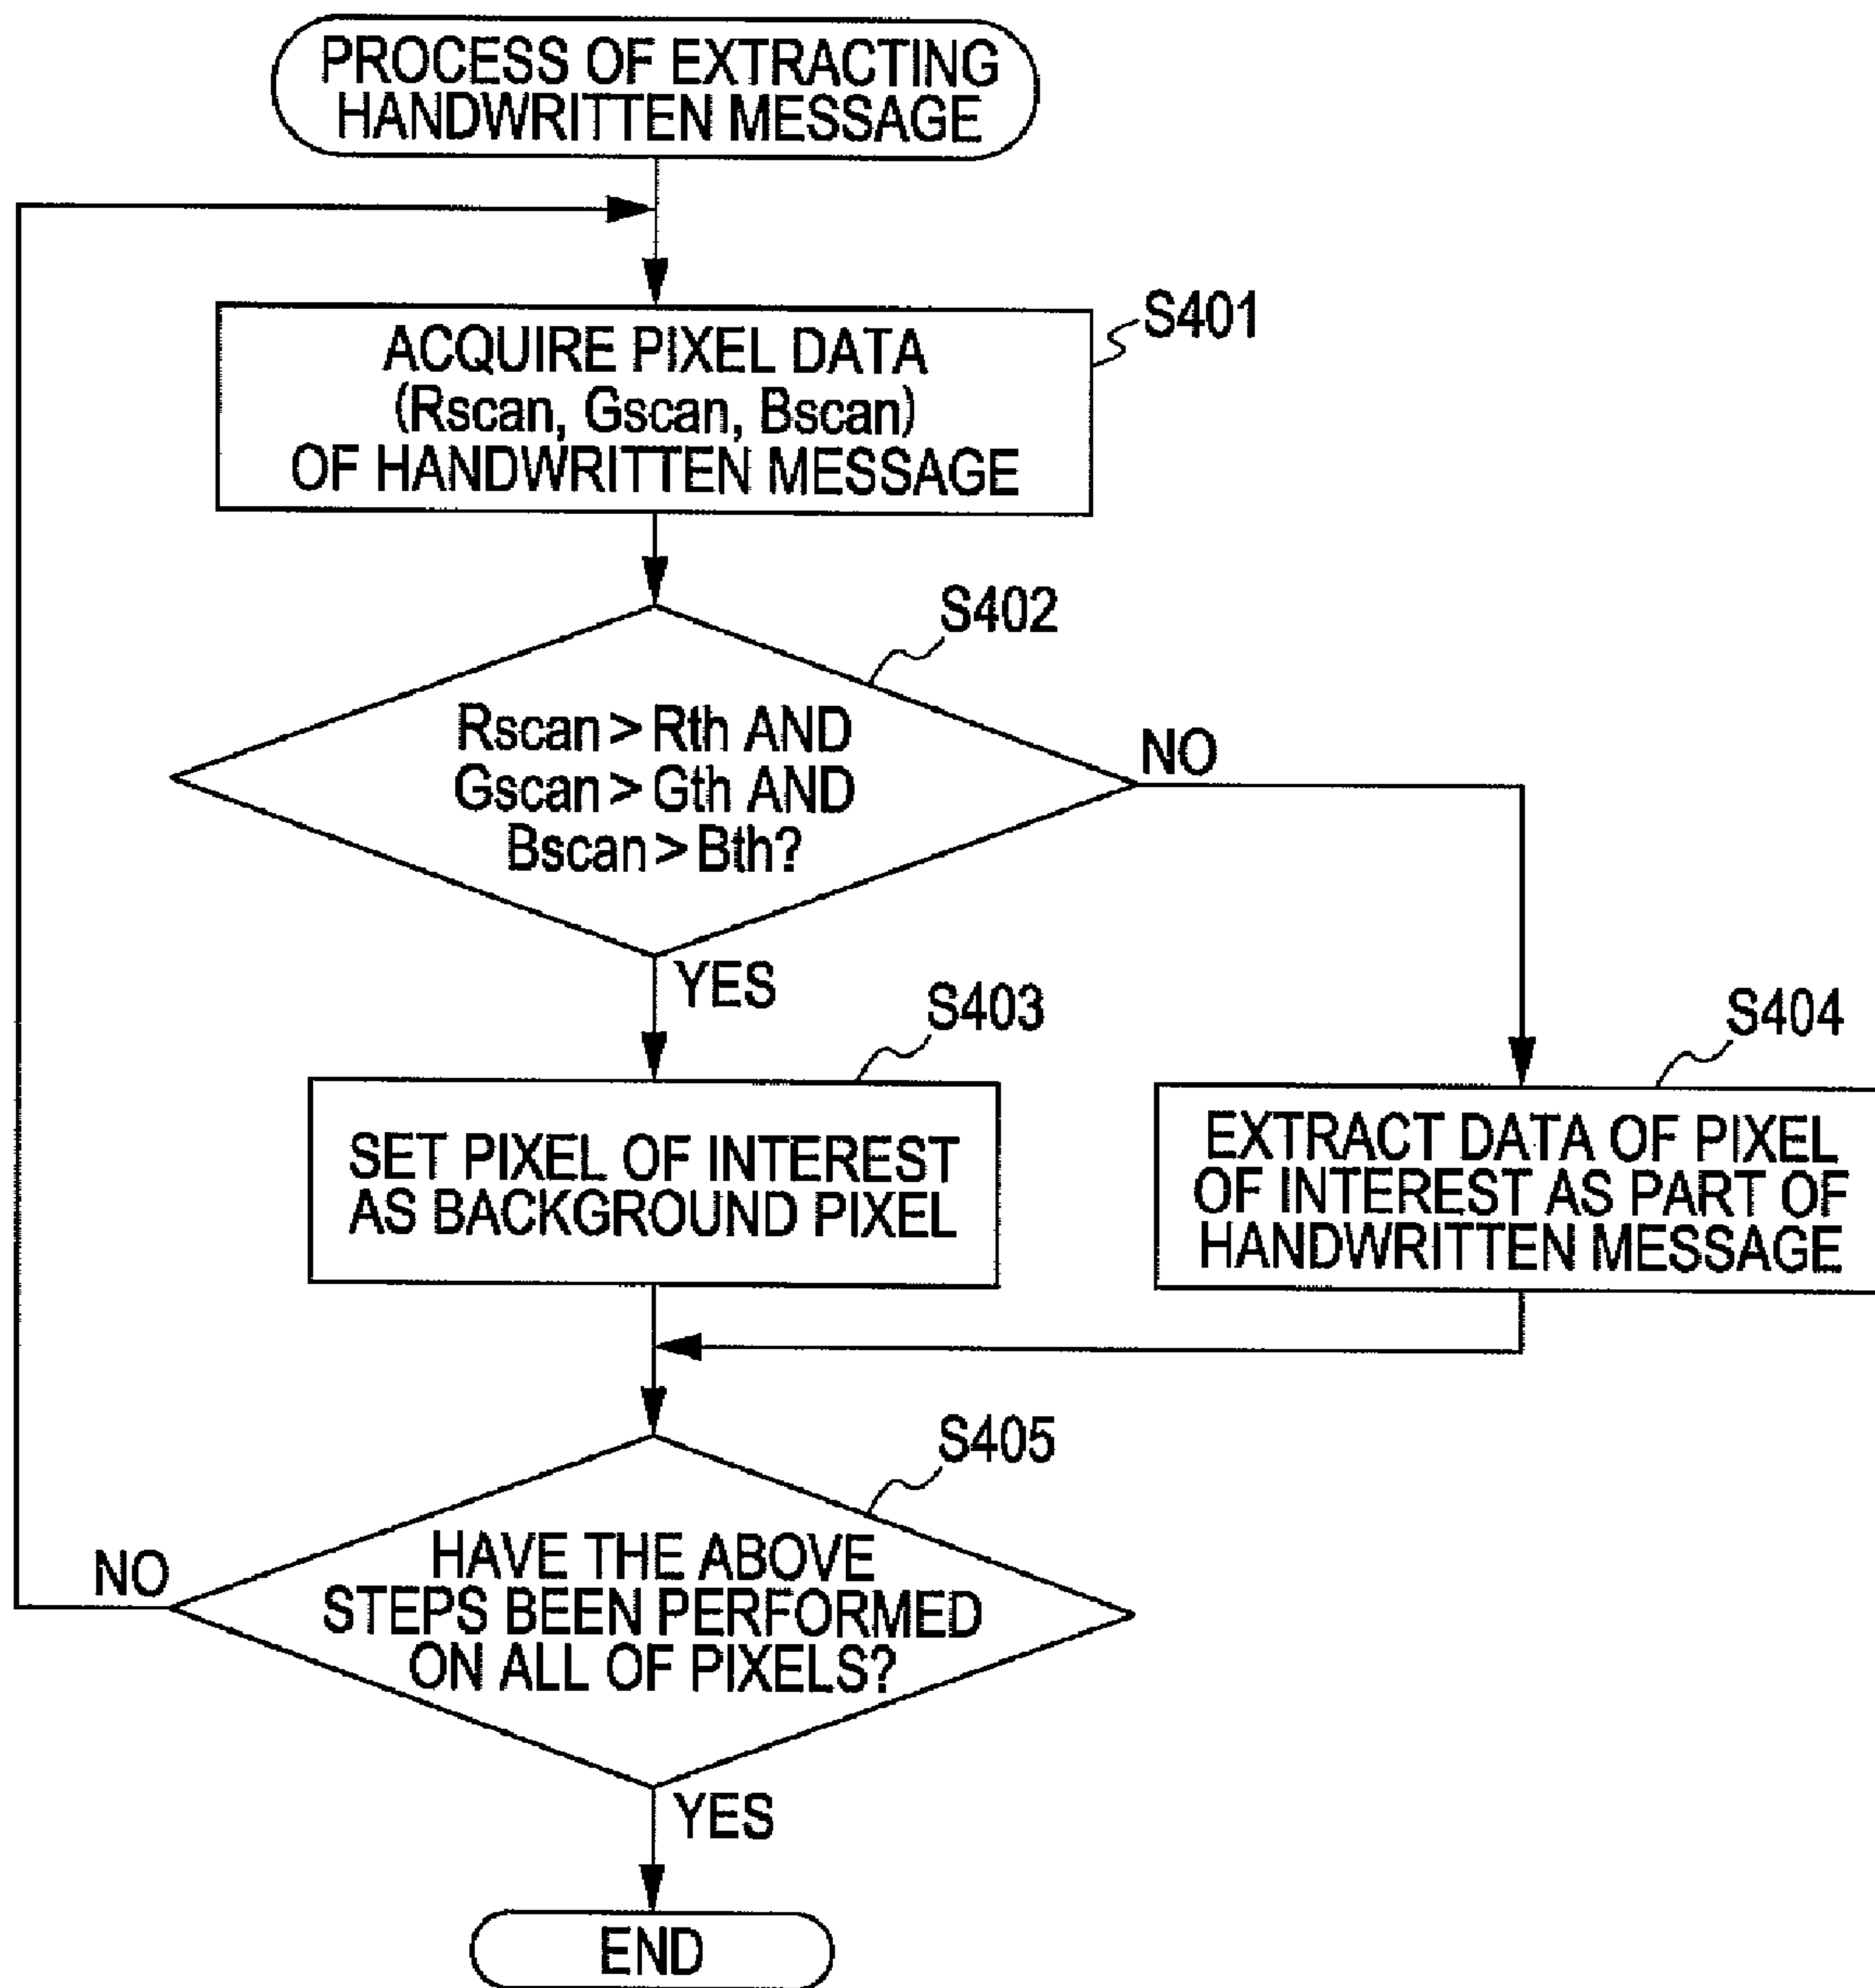 PROCESS OF EXTRACTING
HANDWRITTEN MESSAGE
S401
ACQUIRE PIXEL DATA
(Rscan, Gscan, Bscan)
OF HANDWRITTEN MESSAGE
S402
Rscan > Rth AND
Gscan > Gth AND
Bscan > Bth?
NO
YES
S403
SET PIXEL OF INTEREST
AS BACKGROUND PIXEL
S404
EXTRACT DATA OF PIXEL
OF INTEREST AS PART OF
HANDWRITTEN MESSAGE
S405
HAVE THE ABOVE
STEPS BEEN PERFORMED
ON ALL OF PIXELS?
NO
YES
END